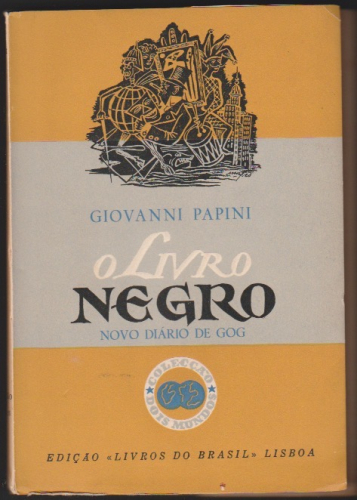 GIOVANNI PAPINI
O LIVRO
NEGRO
NOVO DIÁRIO DE GOG
COLECÇÃO
DOIS MUNDOS
EDIÇÃO «LIVROS DO BRASIL» LISBOA